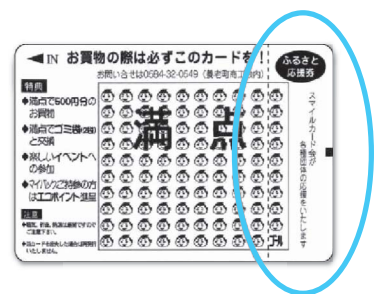 ◀IN お買物の際は必ずこのカードを!
お問い合せは0584-32-0549(養老町商工会内)
特典
◆満点で500円分の
お買物
◆満点でゴミ袋(2冊)
と交換
◆楽しいイベントへ
の参加
◆マイバックご持参の方
はエコポイント進呈
注意
満点
ゴール
ふるさと
応援券
スマイルカード会が
各種団体の応援をいたします